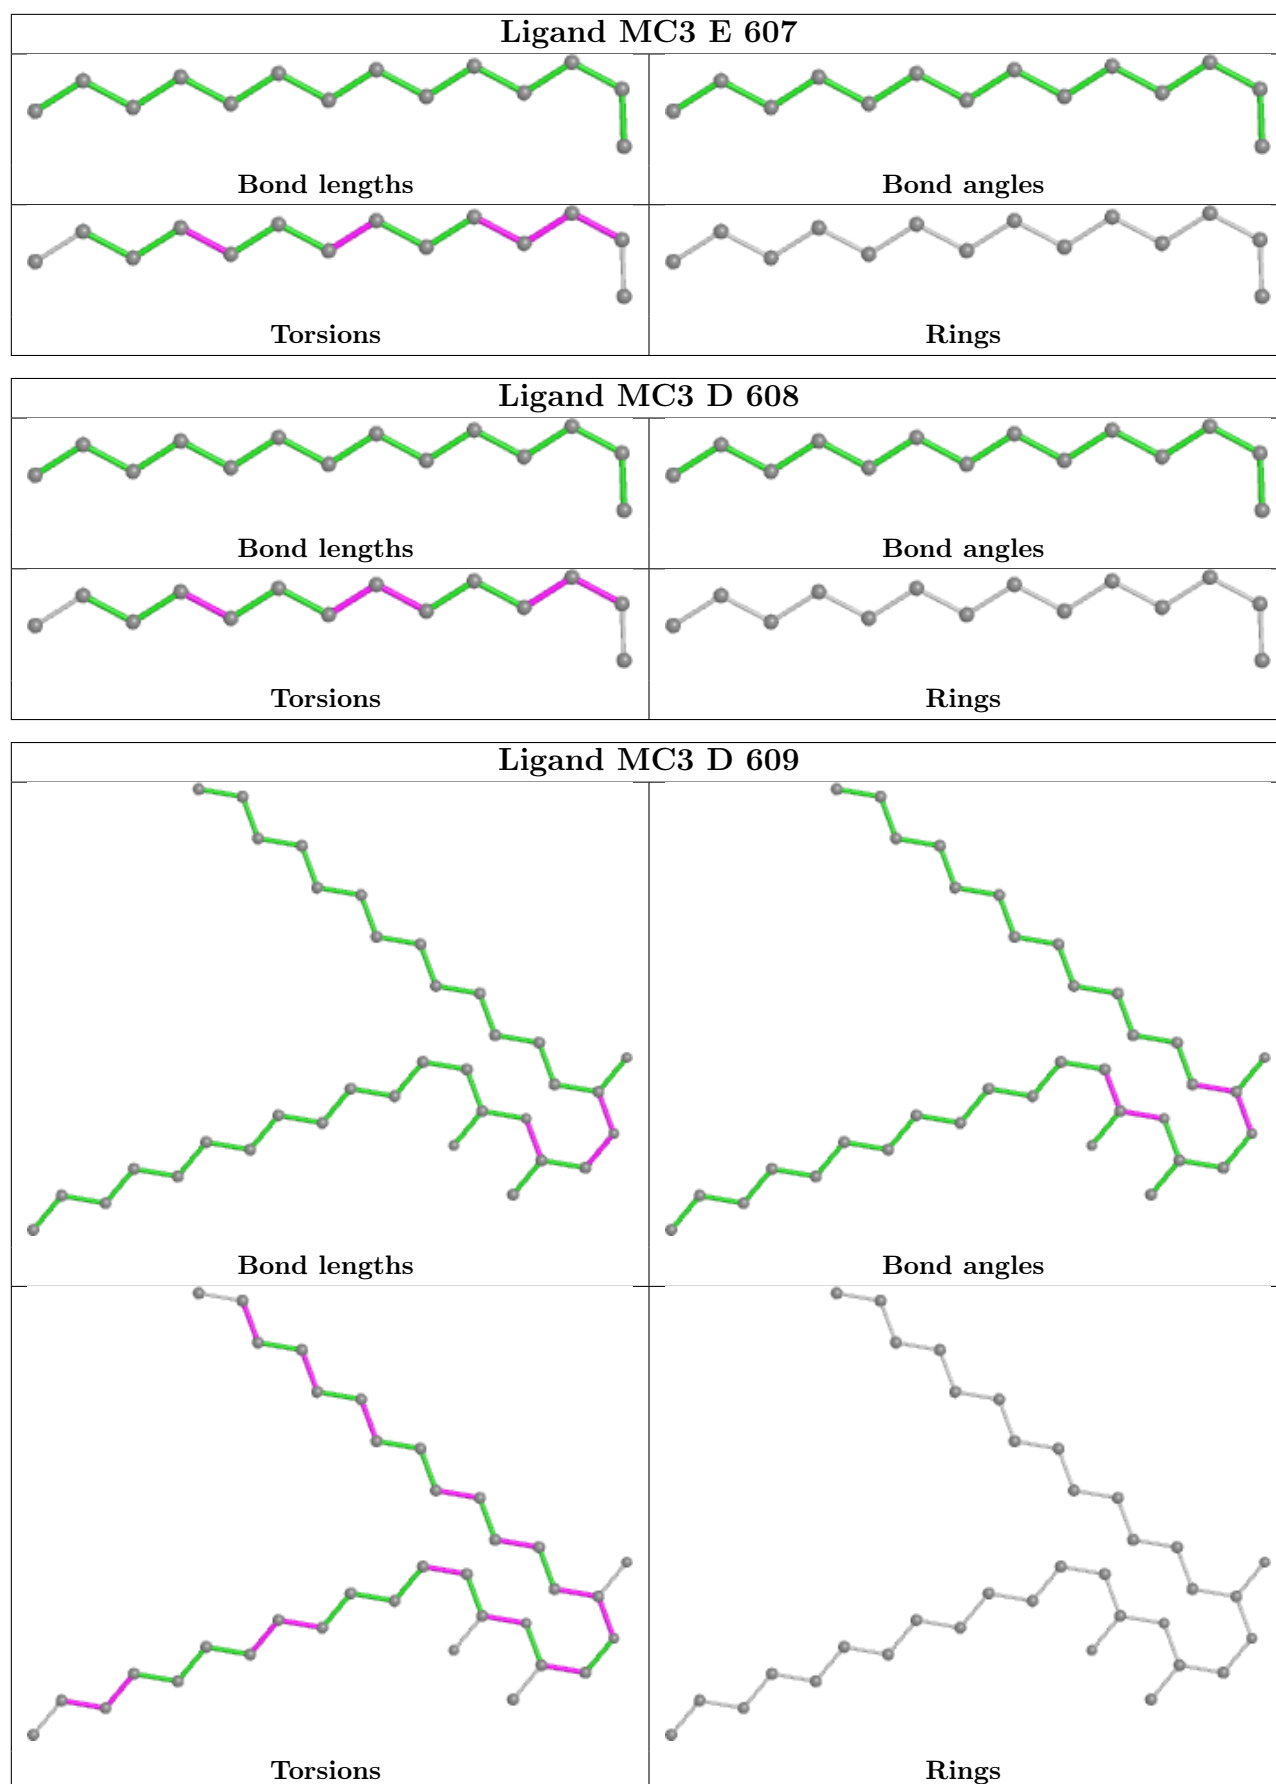 Ligand MC3 E 607
Bond lengths
Bond angles
Torsions
Rings
Ligand MC3 D 608
Bond lengths
Bond angles
Torsions
Rings
Ligand MC3 D 609
Bond lengths
Bond angles
Torsions
Rings